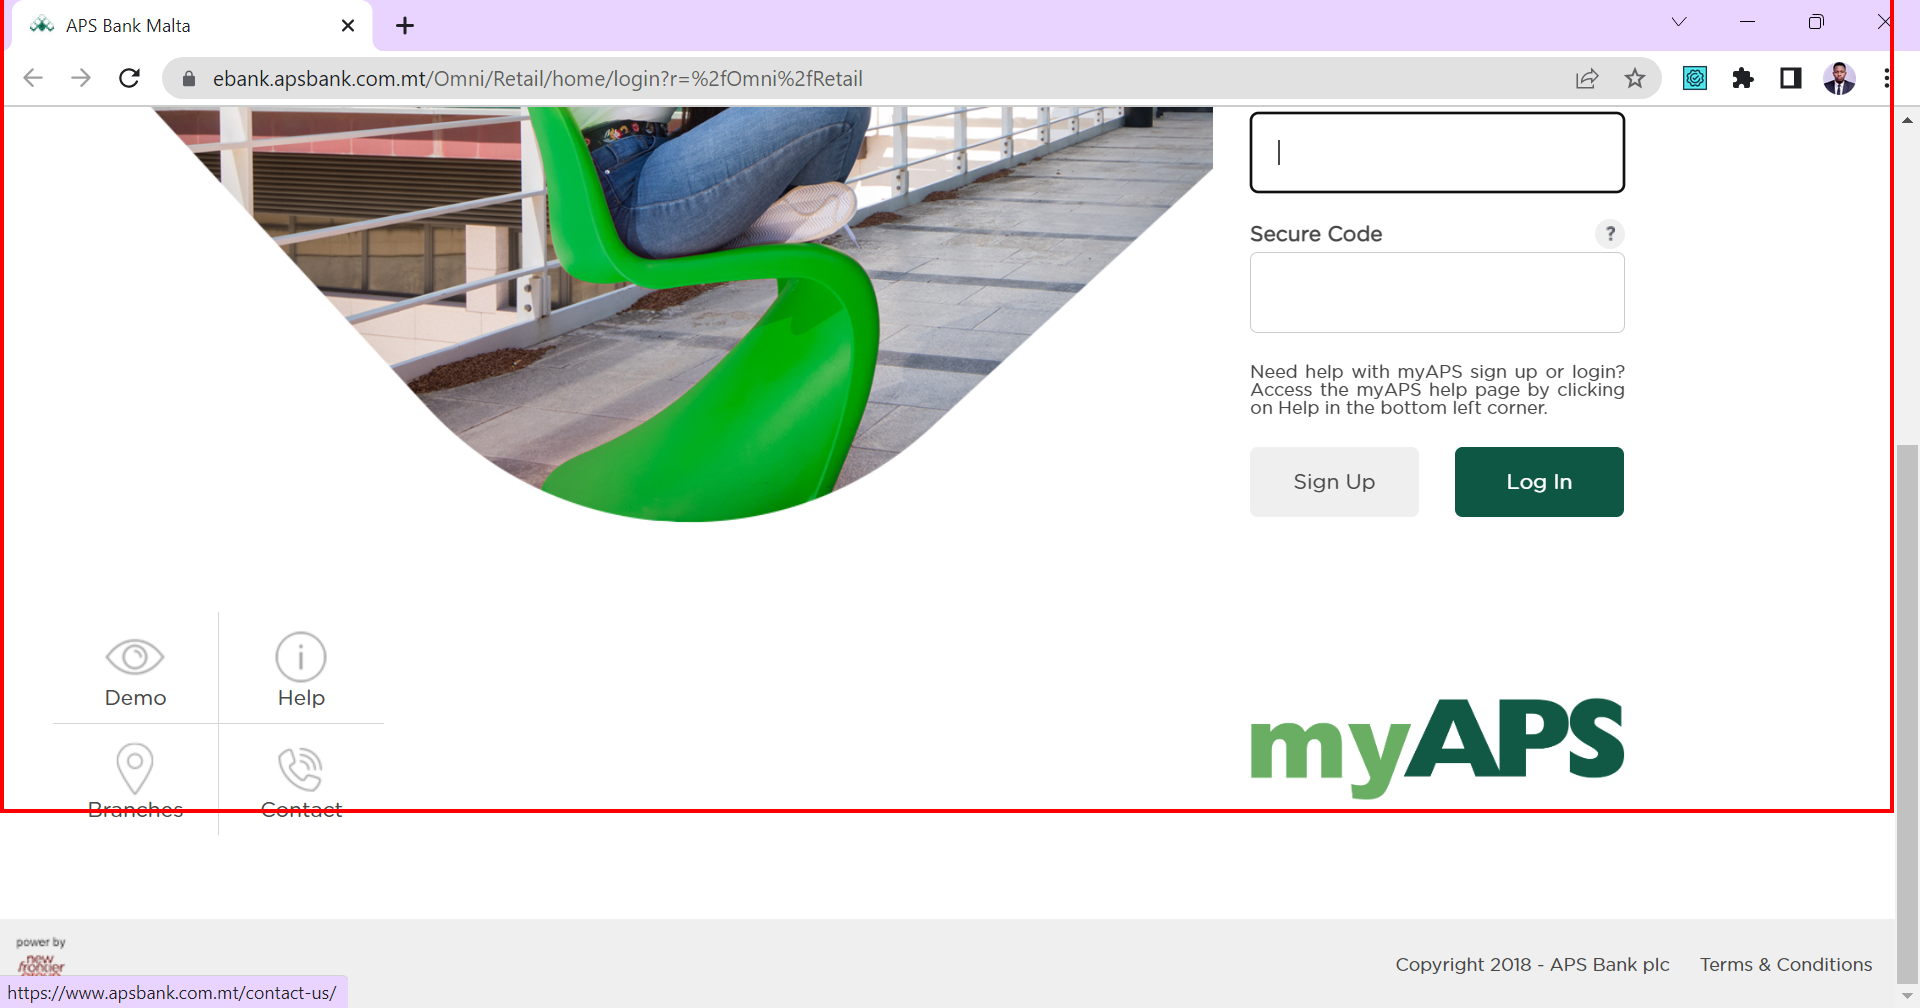 APS Bank Malta
ebank.apsbank.com.mt/Omni/Retail/home/login?r=%2fOmni%2fRetail
Secure Code
?
Need help with myAPS sign up or login?
Access the myAPS help page by clicking
on Help in the bottom left corner.
Sign Up
Log In
Demo
Help
Branches
Contact
myAPS
power by
new
frontier
group
Copyright 2018 - APS Bank plc
Terms & Conditions
https://www.apsbank.com.mt/contact-us/